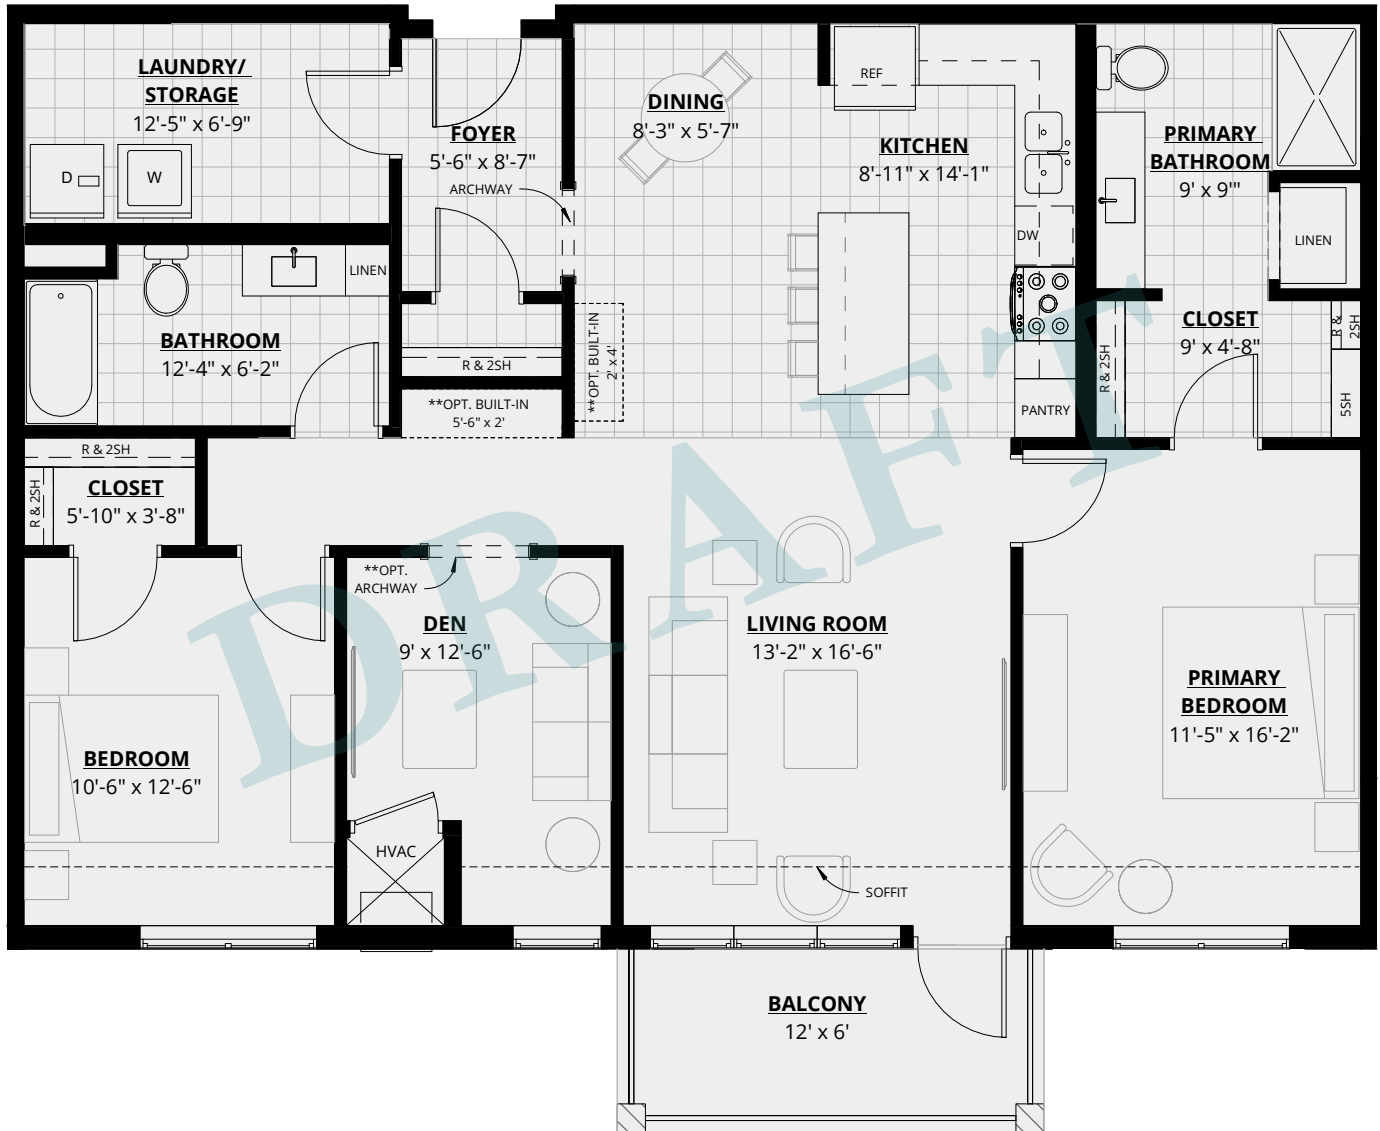 LAUNDRY/
STORAGE
12'-5" x 6'-9"
D
W
FOYER
5'-6" x 8'-7"
ARCHWAY
DINING
8'-3" x 5'-7"
REF
KITCHEN
8'-11" x 14'-1"
DW
PANTRY
PRIMARY
BATHROOM
9' x 9'"
LINEN
LINEN
BATHROOM
12'-4" x 6'-2"
R & 2SH
**OPT. BUILT-IN
5'-6" x 2'
**OPT. BUILT-IN
2' x 4'
CLOSET
9' x 4'-8"
R & 2SH
R &
2SH
5SH
R & 2SH
R & 2SH
CLOSET
5'-10" x 3'-8"
**OPT.
ARCHWAY
DEN
9' x 12'-6"
LIVING ROOM
13'-2" x 16'-6"
PRIMARY
BEDROOM
11'-5" x 16'-2"
BEDROOM
10'-6" x 12'-6"
HVAC
SOFFIT
BALCONY
12' x 6'
DRAFT